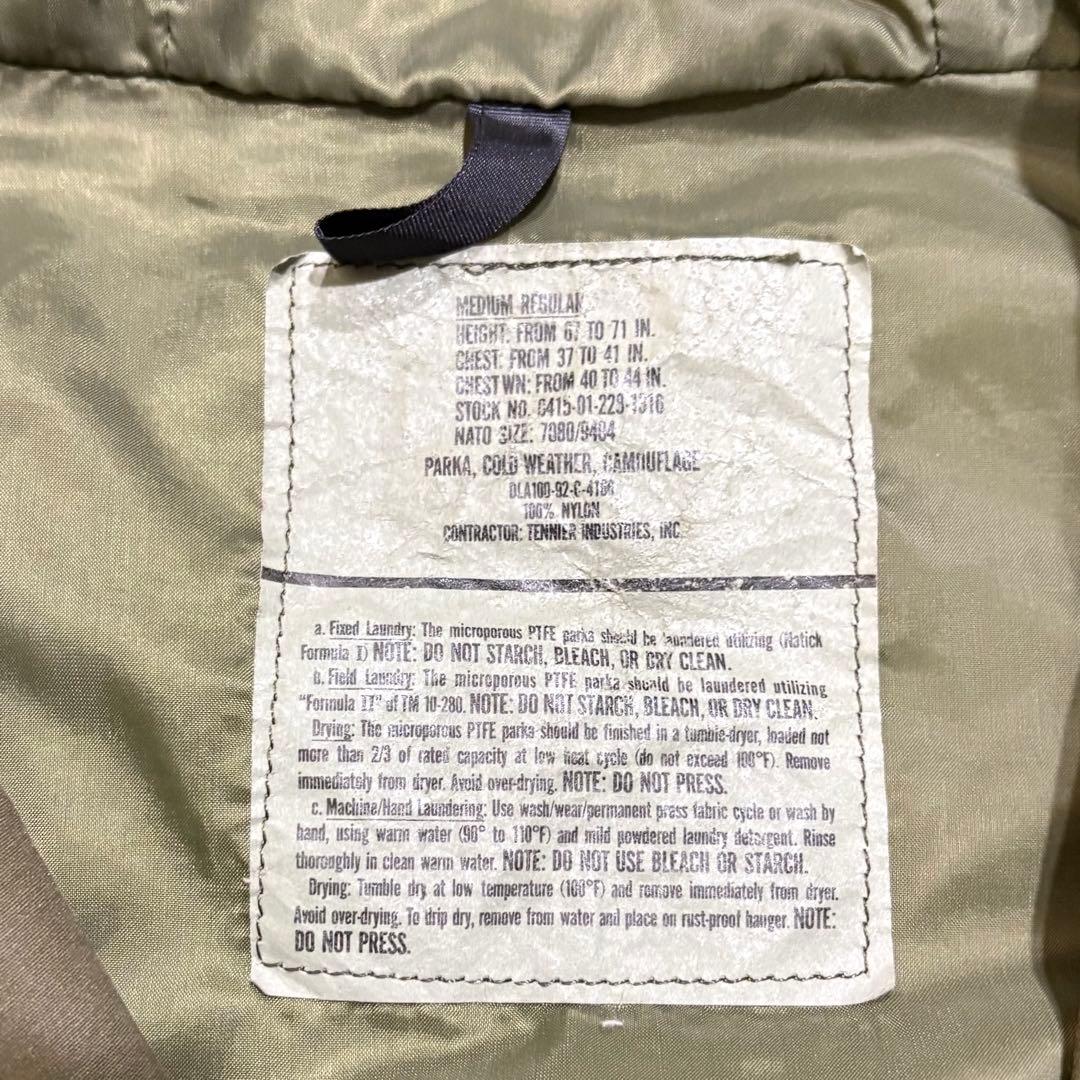 MEDIUM REGULAR
HEIGHT: FROM 67 TO 71 IN.
CHEST: FROM 37 TO 41 IN.
CHEST WN: FROM 40 TO 44 IN.
STOCK NO. 8415-01-229-1316
NATO SIZE: 7080/9404
PARKA, COLD WEATHER, CAMOUFLAGE
DLA100-92-C-
100% NYLON
CONTRACTOR: TENNIER INDUSTRIES, INC.
a. Fixed Laundry: The microporous PTFE parka should be laundered utilizing (Natick
Formula I) NOTE: DO NOT STARCH, BLEACH, OR DRY CLEAN.
b. Field Laundry: The microporous PTFE parka should be laundered utilizing
"Formula II" of TM 10-280. NOTE: DO NOT STARCH, BLEACH, OR DRY CLEAN.
Drying: The microporous PTFE parka should be finished in a tumble-dryer, loaded not
more than 2/3 of rated capacity at low heat cycle (do not exceed 100°F). Remove
immediately from dryer. Avoid over-drying. NOTE: DO NOT PRESS.
c. Machine/Hand Laundering: Use wash/wear/permanent press fabric cycle or wash by
hand, using warm water (90° to 110°F) and mild powdered laundry detergent. Rinse
thoroughly in clean warm water. NOTE: DO NOT USE BLEACH OR STARCH.
Drying: Tumble dry at low temperature (100°F) and remove immediately from dryer.
Avoid over-drying. To drip dry, remove from water and place on rust-proof hanger. NOTE:
DO NOT PRESS.